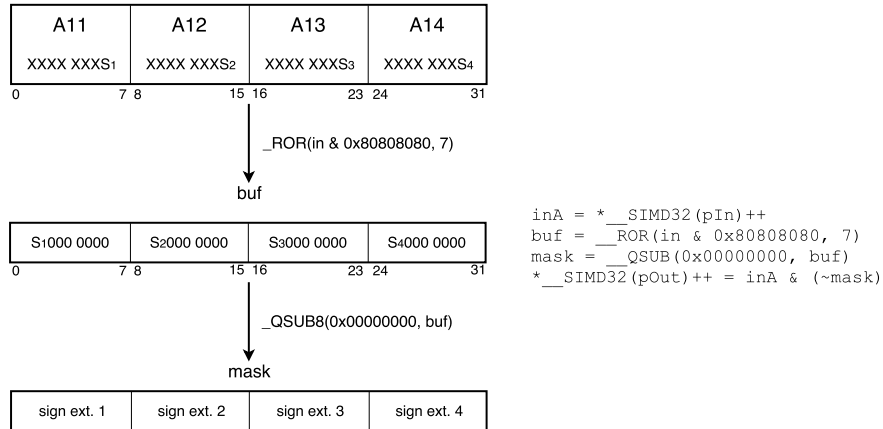 A11 A12 A13 A14
XXXX XXXS1 XXXX XXXS2 XXXX XXXS3 XXXX XXXS4
0 7 8 15 16 23 24 31
_ROR(in & 0x80808080, 7)
buf
S1000 0000 S2000 0000 S3000 0000 S4000 0000
0 7 8 15 16 23 24 31
_QSUB8(0x00000000, buf)
mask
sign ext. 1 sign ext. 2 sign ext. 3 sign ext. 4
inA = *__SIMD32(pIn)++
buf = __ROR(in & 0x80808080, 7)
mask = __QSUB(0x00000000, buf)
*__SIMD32(pOut)++ = inA & (~mask)